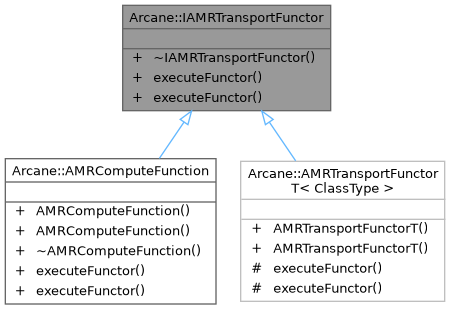 Arcane::IAMRTransportFunctor
+ ~IAMRTransportFunctor()
+ executeFunctor()
+ executeFunctor()
Arcane::AMRComputeFunction
+ AMRComputeFunction()
+ AMRComputeFunction()
+ ~AMRComputeFunction()
+ executeFunctor()
+ executeFunctor()
Arcane::AMRTransportFunctor
T< ClassType >
+ AMRTransportFunctorT()
+ AMRTransportFunctorT()
# executeFunctor()
# executeFunctor()